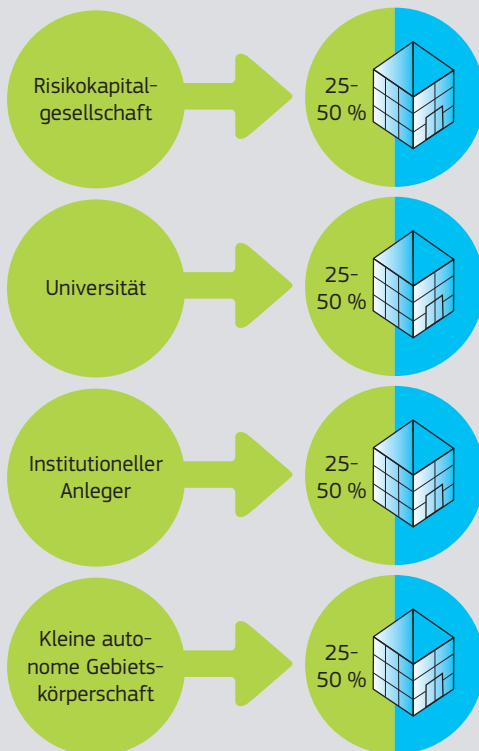 Risikokapital-
gesellschaft
25-
50 %
Universität
25-
50 %
Institutioneller
Anleger
25-
50 %
Kleine auto-
nome Gebiets-
körperschaft
25-
50 %